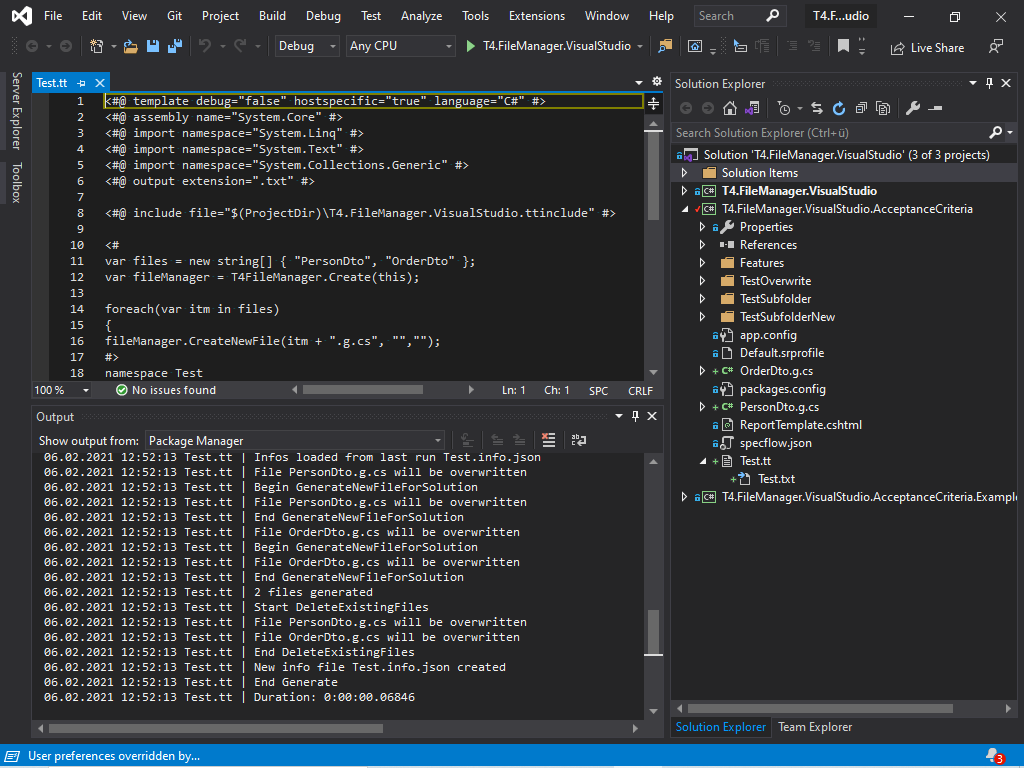 File Edit View Git Project Build Debug Test Analyze Tools Extensions Window Help Search T4.F...udio
Debug Any CPU T4.FileManager.VisualStudio Live Share
Server Explorer
Toolbox
Test.tt
1 <#@ template debug="false" hostspecific="true" language="C#" #>
2 <#@ assembly name="System.Core" #>
3 <#@ import namespace="System.Linq" #>
4 <#@ import namespace="System.Text" #>
5 <#@ import namespace="System.Collections.Generic" #>
6 <#@ output extension=".txt" #>
7
8 <#@ include file="$(ProjectDir)\T4.FileManager.VisualStudio.ttinclude" #>
9
10 <#
11 var files = new string[] { "PersonDto", "OrderDto" };
12 var fileManager = T4FileManager.Create(this);
13
14 foreach(var itm in files)
15 {
16 fileManager.CreateNewFile(itm + ".g.cs", "","");
17 #>
18 namespace Test
100 % No issues found Ln: 1 Ch: 1 SPC CRLF
Output
Show output from: Package Manager
06.02.2021 12:52:13 Test.tt | Infos loaded from last run Test.info.json
06.02.2021 12:52:13 Test.tt | File PersonDto.g.cs will be overwritten
06.02.2021 12:52:13 Test.tt | Begin GenerateNewFileForSolution
06.02.2021 12:52:13 Test.tt | File PersonDto.g.cs will be overwritten
06.02.2021 12:52:13 Test.tt | End GenerateNewFileForSolution
06.02.2021 12:52:13 Test.tt | File OrderDto.g.cs will be overwritten
06.02.2021 12:52:13 Test.tt | Begin GenerateNewFileForSolution
06.02.2021 12:52:13 Test.tt | File OrderDto.g.cs will be overwritten
06.02.2021 12:52:13 Test.tt | End GenerateNewFileForSolution
06.02.2021 12:52:13 Test.tt | 2 files generated
06.02.2021 12:52:13 Test.tt | Start DeleteExistingFiles
06.02.2021 12:52:13 Test.tt | File PersonDto.g.cs will be overwritten
06.02.2021 12:52:13 Test.tt | File OrderDto.g.cs will be overwritten
06.02.2021 12:52:13 Test.tt | End DeleteExistingFiles
06.02.2021 12:52:13 Test.tt | New info file Test.info.json created
06.02.2021 12:52:13 Test.tt | End Generate
06.02.2021 12:52:13 Test.tt | Duration: 0:00:00.06846
Solution Explorer
Search Solution Explorer (Ctrl+ü)
Solution 'T4.FileManager.VisualStudio' (3 of 3 projects)
Solution Items
C# T4.FileManager.VisualStudio
C# T4.FileManager.VisualStudio.AcceptanceCriteria
Properties
References
Features
TestOverwrite
TestSubfolder
TestSubfolderNew
app.config
Default.srprofile
+ C# OrderDto.g.cs
packages.config
+ C# PersonDto.g.cs
ReportTemplate.cshtml
specflow.json
+ Test.tt
+ Test.txt
C# T4.FileManager.VisualStudio.AcceptanceCriteria.Example
Solution Explorer Team Explorer
User preferences overridden by... 3